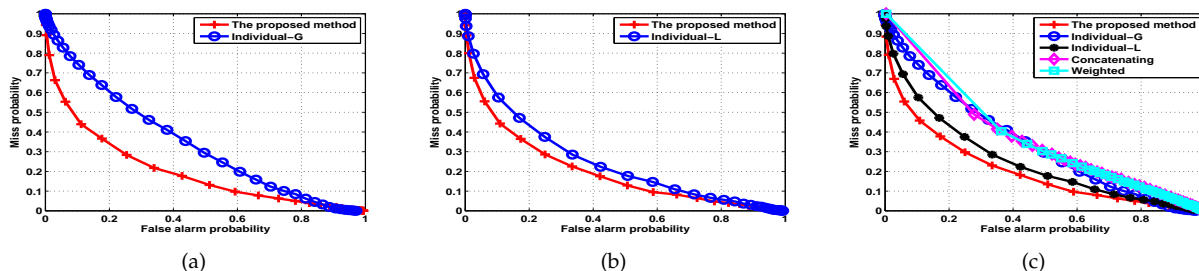 The proposed method
Individual-G
Miss probability
0.9
0.8
0.7
0.6
0.5
0.4
0.3
0.2
0.1
0
0
0.2
0.4
0.6
0.8
1
False alarm probability
(a)
The proposed method
Individual-L
Miss probability
0.9
0.8
0.7
0.6
0.5
0.4
0.3
0.2
0.1
0
0
0.2
0.4
0.6
0.8
1
False alarm probability
(b)
The proposed method
Individual-G
Individual-L
Concatenating
Weighted
Miss probability
0.9
0.8
0.7
0.6
0.5
0.4
0.3
0.2
0.1
0
0
0.2
0.4
0.6
0.8
False alarm probability
(c)